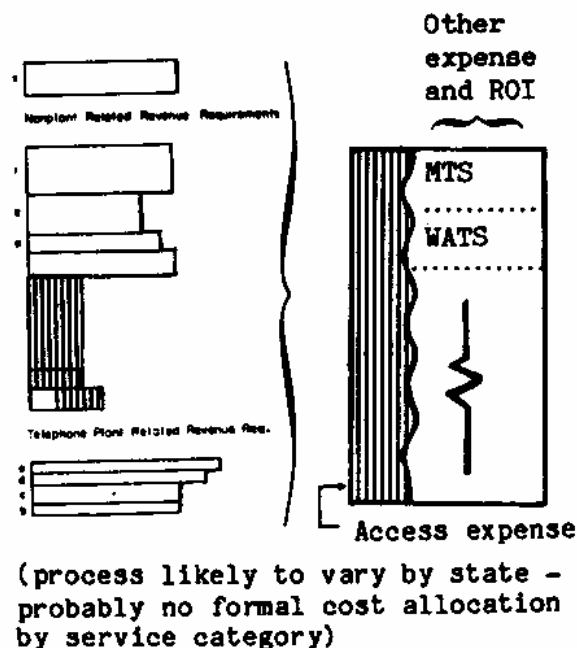 Other
expense
and ROI
Nonplant Related Revenue Requirements
MTS
WATS
Telephone Plant Related Revenue Req.
Access expense
(process likely to vary by state -
probably no formal cost allocation
by service category)